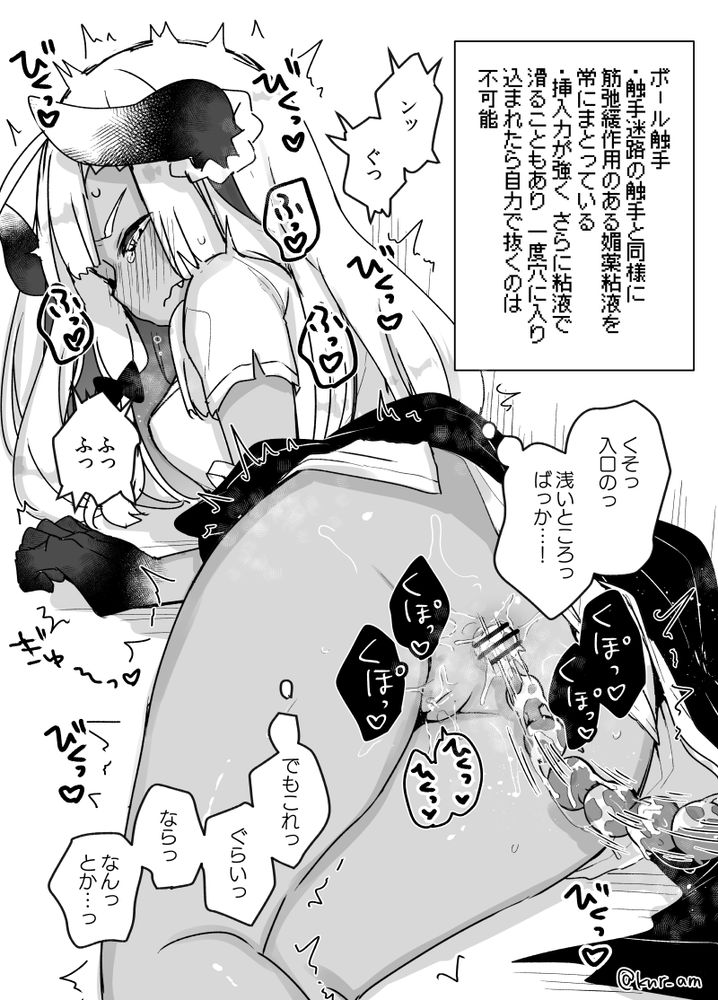 ボール触手
・触手迷路の触手と同様に
筋弛緩作用のある媚薬粘液を
常にまとっている
・挿入力が強く さらに粘液で
滑ることもあり 一度穴に入り
込まれたら自力で抜くのは
不可能
ンッ
ぐっ
びくっ♡
びくっ♡
ふっ♡
ふっ♡
ふっ♡
ふっ
ふっ
くそっ
入口のっ
浅いところっ
ばっか…！
くぽっ♡
くぽっ♡
くぽっ♡
くぽっ♡
ぎゅ～っ♡
ひくっ♡
ひくっ♡
びくっ♡
でもこれっ
ぐらいっ
ならっ
なんっ
とか…っ
びくっ♡
@knr_am